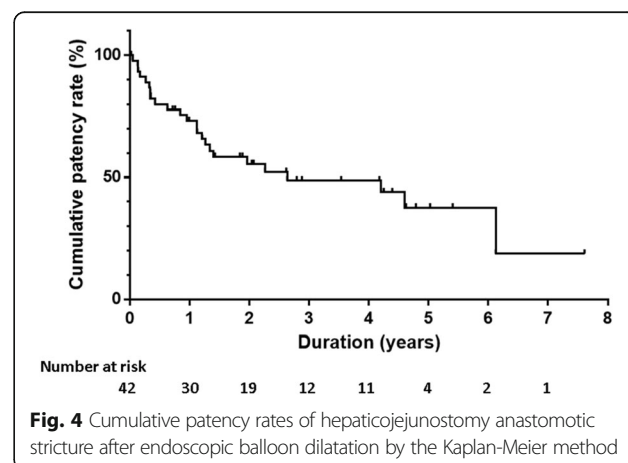 Cumulative patency rate (%)
100
50
0
0 1 2 3 4 5 6 7 8
Duration (years)
Number at risk
42 30 19 12 11 4 2 1
Fig. 4 Cumulative patency rates of hepaticojejunostomy anastomotic
stricture after endoscopic balloon dilatation by the Kaplan-Meier method